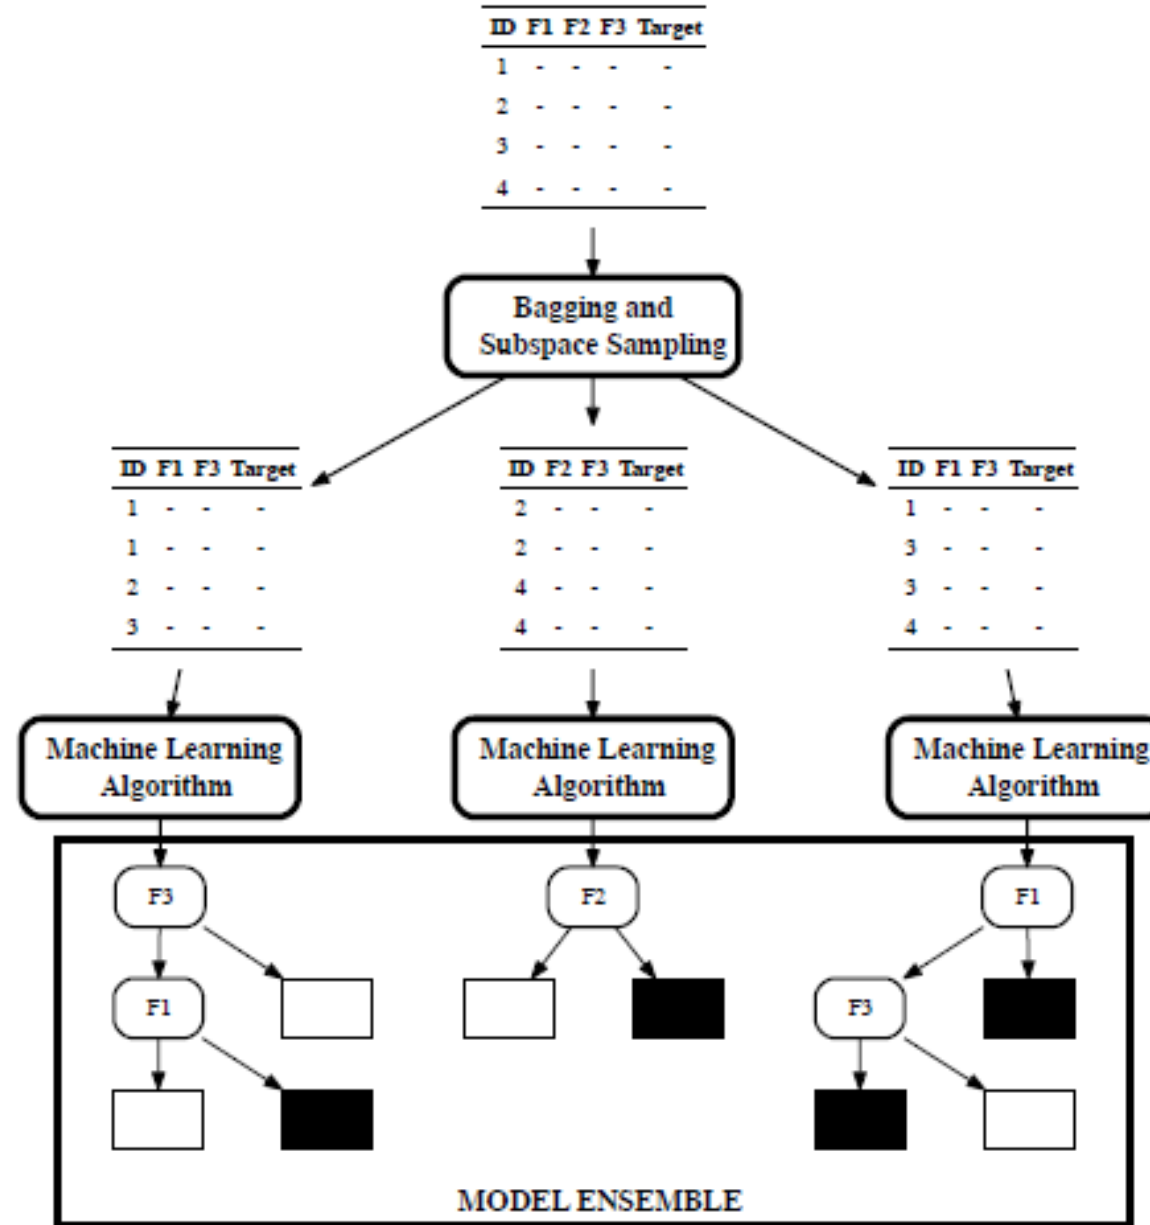 ID F1 F2 F3 Target
1 - - - -
2 - - - -
3 - - - -
4 - - - -
Bagging and
Subspace Sampling
ID F1 F3 Target
1 - - -
1 - - -
2 - - -
3 - - -
ID F2 F3 Target
2 - - -
2 - - -
4 - - -
4 - - -
ID F1 F3 Target
1 - - -
3 - - -
3 - - -
4 - - -
Machine Learning
Algorithm
Machine Learning
Algorithm
Machine Learning
Algorithm
F3
F2
F1
F1
F3
MODEL ENSEMBLE